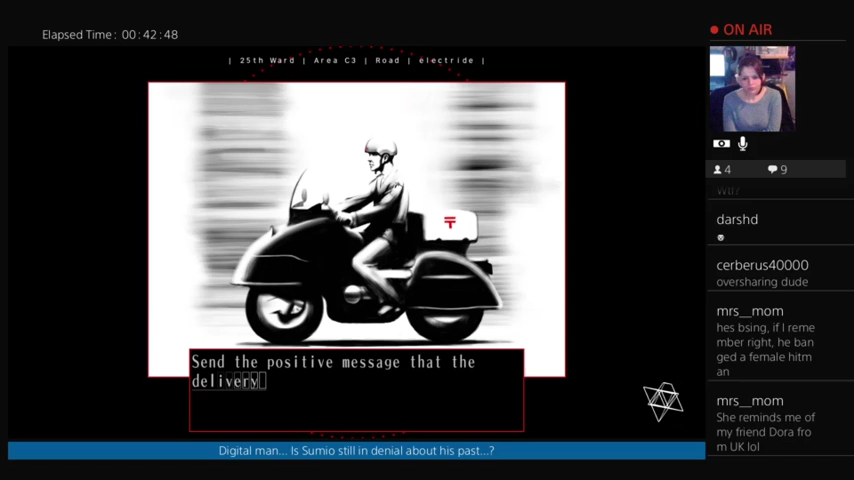 Elapsed Time: 00:42:48
ON AIR
| 25th Ward | Area C3 | Road | électride |
〒
4
9
Wtf?
darshd
cerberus40000
oversharing dude
mrs__mom
hes bsing, if I reme
mber right, he ban
ged a female hitm
an
mrs__mom
She reminds me of
my friend Dora fro
m UK lol
Send the positive message that the
delivery
Digital man... Is Sumio still in denial about his past...?